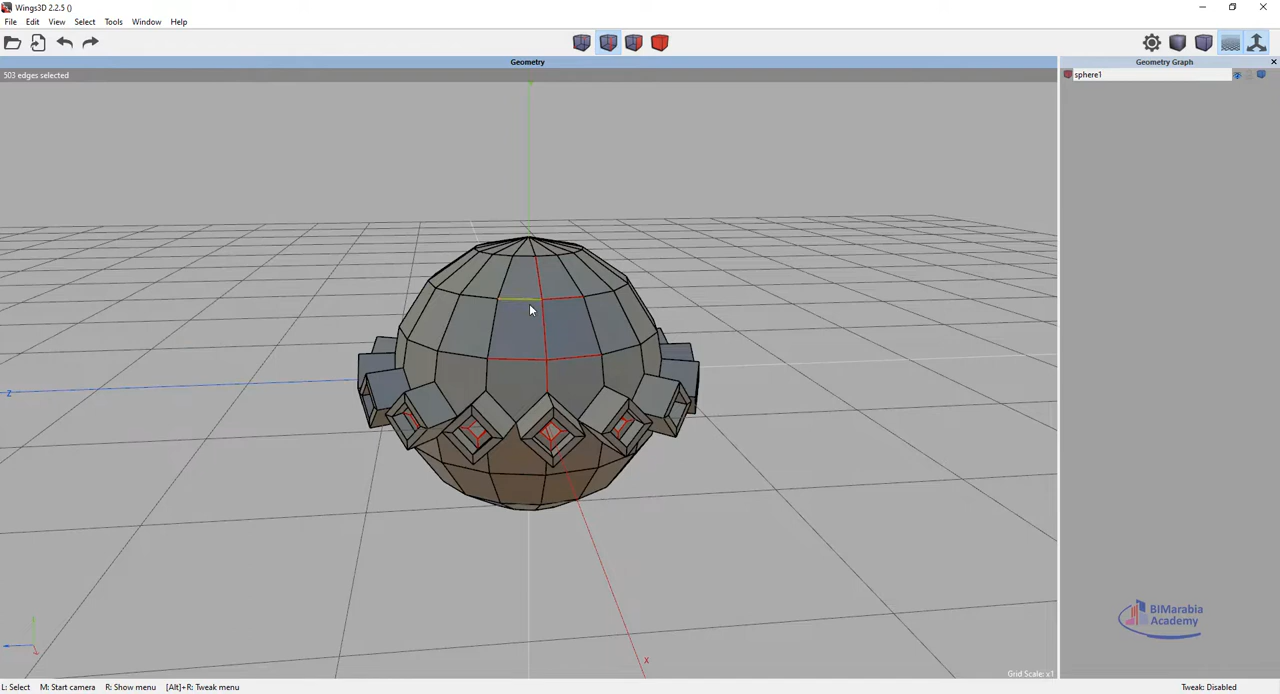 Wings3D 2.2.5 ()
File Edit View Select Tools Window Help
Geometry
Geometry Graph
503 edges selected
sphere1
Z
X
BIMarabia
Academy
Grid Scale: x1
L: Select M: Start camera R: Show menu [Alt]+R: Tweak menu
Tweak: Disabled